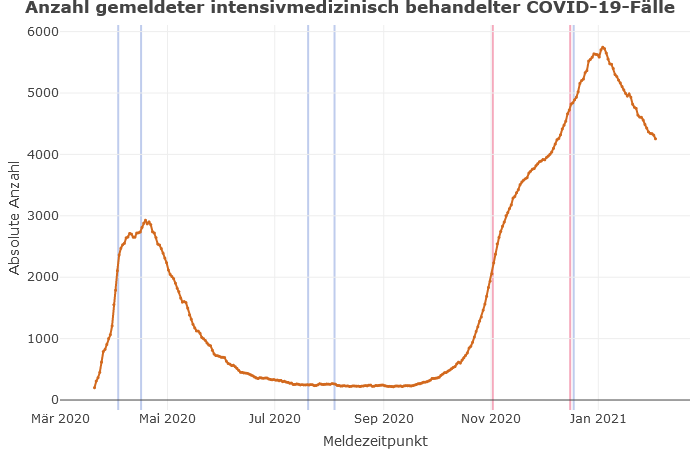 Anzahl gemeldeter intensivmedizinisch behandelter COVID-19-Fälle
6000
5000
4000
3000
2000
1000
0
Absolute Anzahl
Mär 2020
Mai 2020
Jul 2020
Sep 2020
Nov 2020
Jan 2021
Meldezeitpunkt